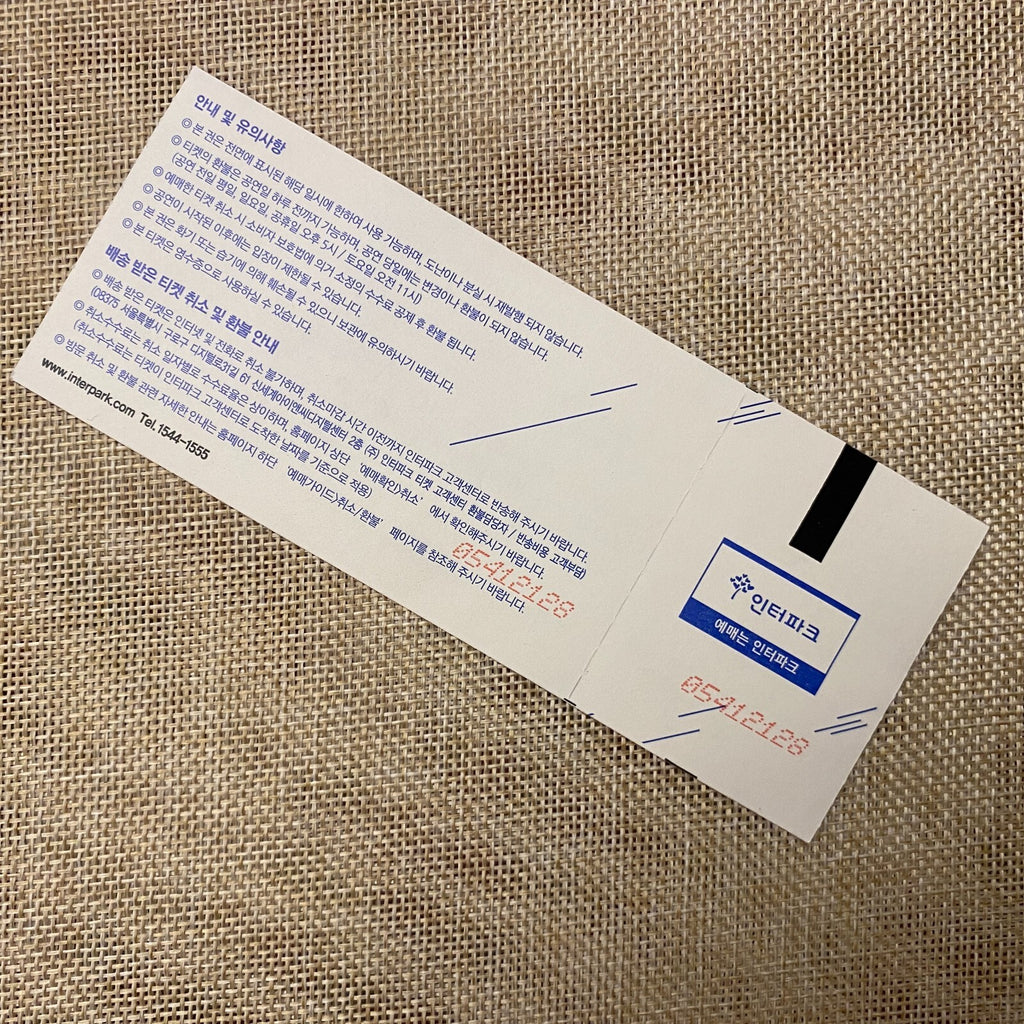 안내 및 유의사항
◎ 본 권은 전면에 표시된 해당 일시에 한하여 사용 가능하며, 도난이나 분실 시 재발행 되지 않습니다.
◎ 티켓의 환불은 공연일 하루 전까지 가능하며, 공연 당일에는 변경이나 환불이 되지 않습니다.
(공연 전일 평일, 일요일, 공휴일 오후 5시 / 토요일 오전 11시)
◎ 예매한 티켓 취소 시 소비자 보호법에 의거 소정의 수수료 공제 후 환불 됩니다.
◎ 공연이 시작된 이후에는 입장이 제한될 수 있습니다.
◎ 본 권은 화기 또는 습기에 의해 훼손될 수 있으니 보관에 유의하시기 바랍니다.
◎ 본 티켓은 영수증으로 사용하실 수 있습니다.
배송 받은 티켓 취소 및 환불 안내
◎ 배송 받은 티켓은 인터넷 및 전화로 취소 불가하며, 취소마감 시간 이전까지 인터파크 고객센터로 반송해 주시기 바랍니다.
(08375 서울특별시 구로구 디지털로31길 61 신세계아이앤씨디지털센터 2층 (주) 인터파크 티켓 고객센터 환불담당자 / 반송비용 고객부담)
◎ 취소수수료는 취소 일자별로 수수료율은 상이하며, 홈페이지 상단 '예매확인>취소' 에서 확인해주시기 바랍니다.
(취소수수료는 티켓이 인터파크 고객센터로 도착한 날짜를 기준으로 적용)
◎ 방문 취소 및 환불 관련 자세한 안내는 홈페이지 하단 '예매가이드>취소/환불' 페이지를 참조해 주시기 바랍니다.
www.interpark.com Tel.1544-1555
05412128
인터파크
예매는 인터파크
05412128